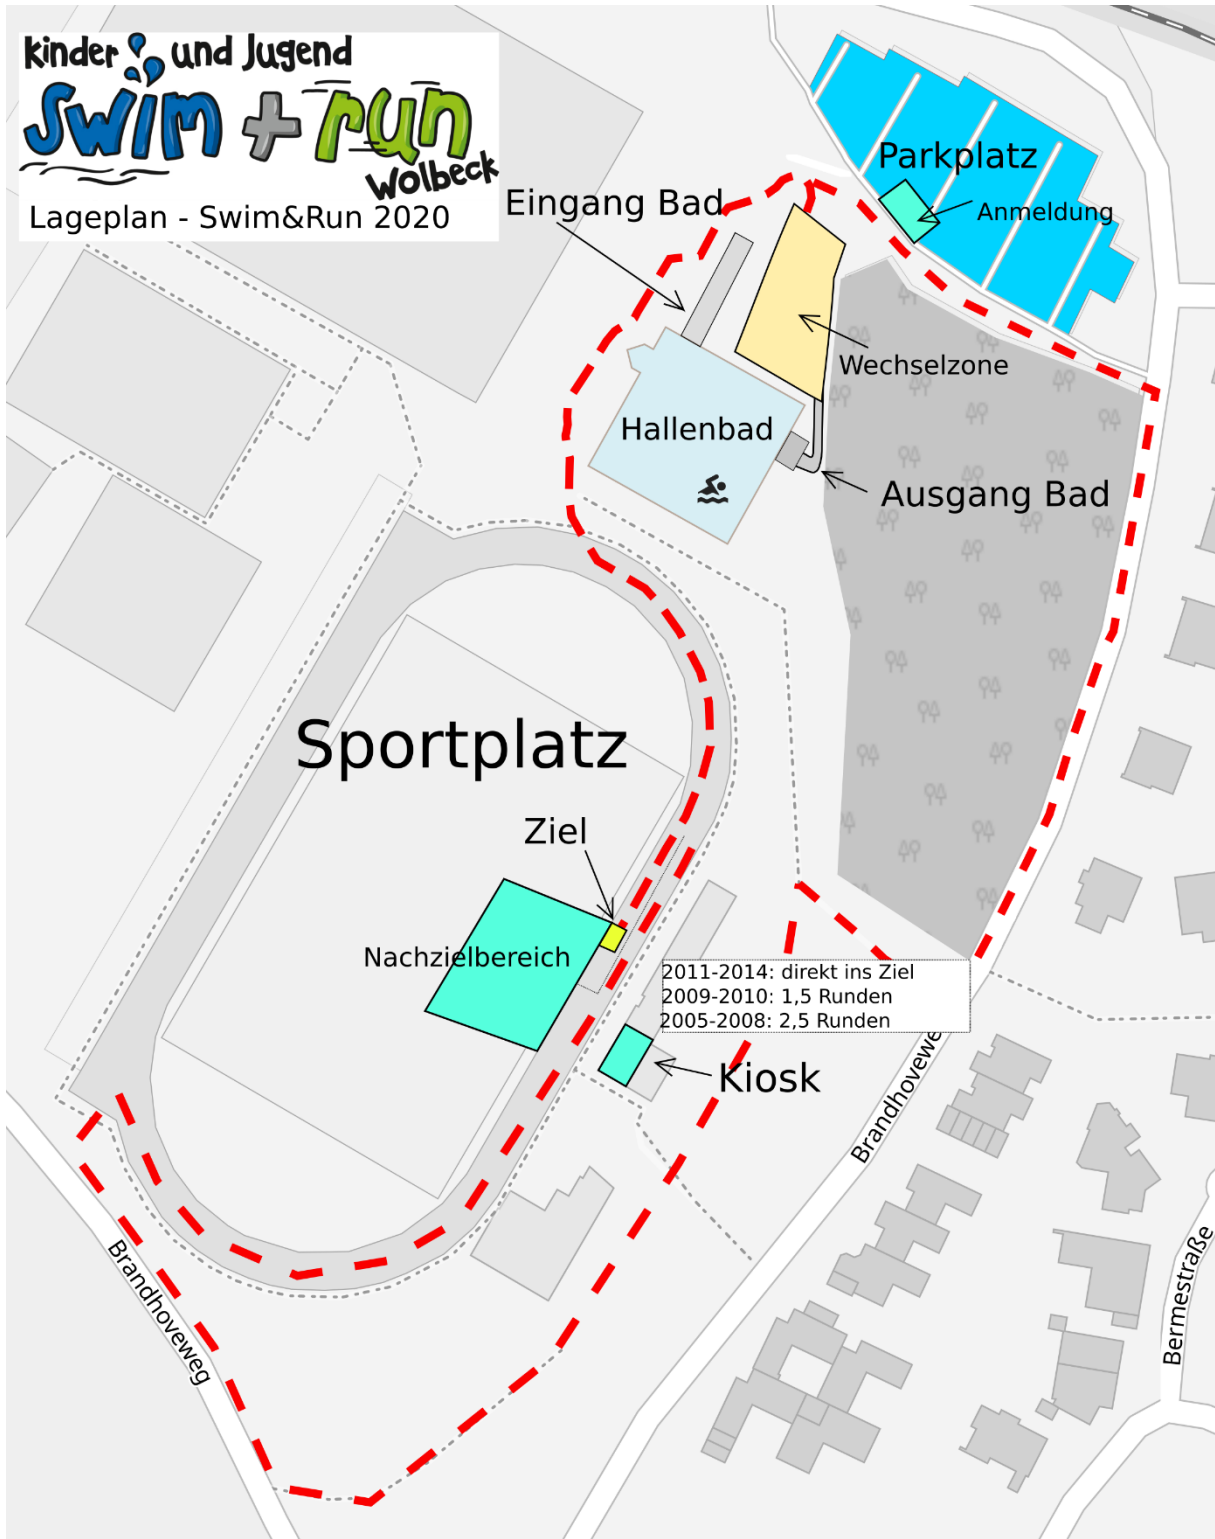 Kinder und Jugend
swim + run
Wolbeck
Lageplan - Swim&Run 2020
Parkplatz
Anmeldung
Eingang Bad
Wechselzone
Hallenbad
Ausgang Bad
Sportplatz
Ziel
Nachzielbereich
2011-2014: direkt ins Ziel
2009-2010: 1,5 Runden
2005-2008: 2,5 Runden
Kiosk
Brandhovewe
Brandhoveweg
Bermestraße